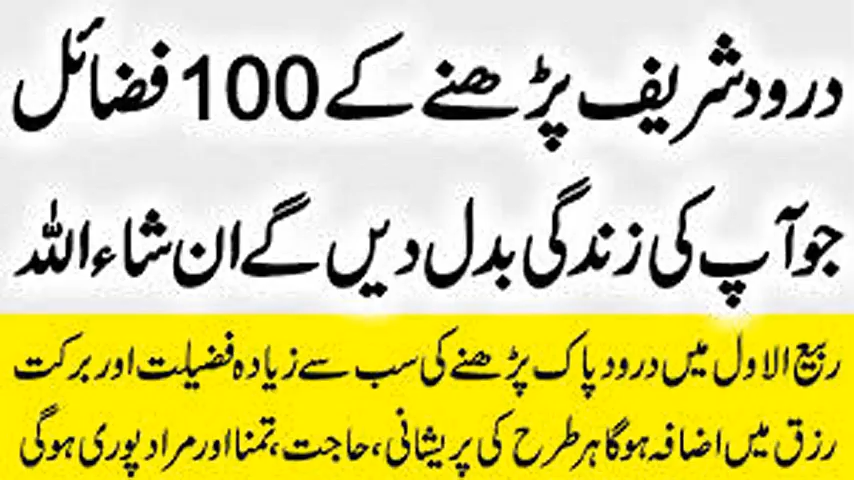 درود شریف پڑھنے کے 100 فضائل
جو آپ کی زندگی بدل دیں گے ان شاء اللہ
ربیع الاول میں درود پاک پڑھنے کی سب سے زیادہ فضیلت اور برکت
رزق میں اضافہ ہوگا ہر طرح کی پریشانی، حاجت، تمنا اور مراد پوری ہوگی